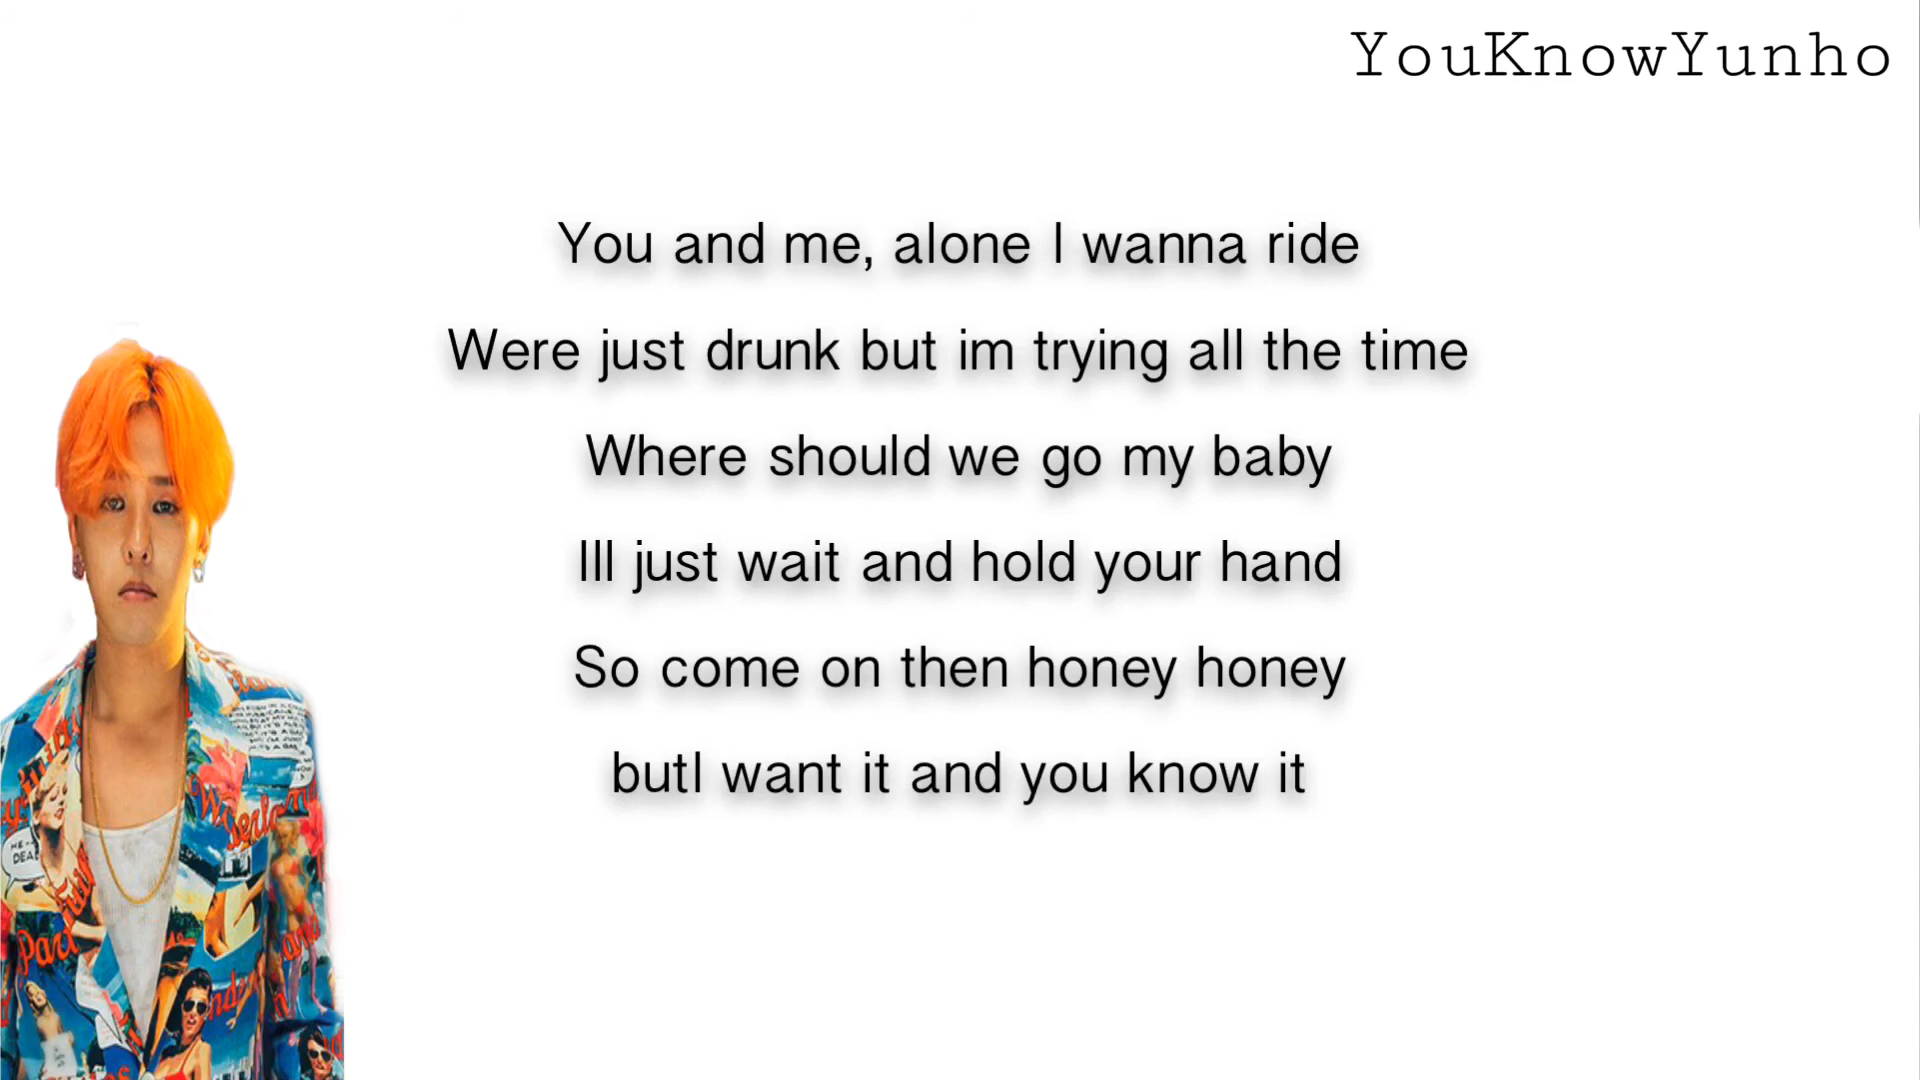 YouKnowYunho
You and me, alone I wanna ride
Were just drunk but im trying all the time
Where should we go my baby
Ill just wait and hold your hand
So come on then honey honey
butI want it and you know it